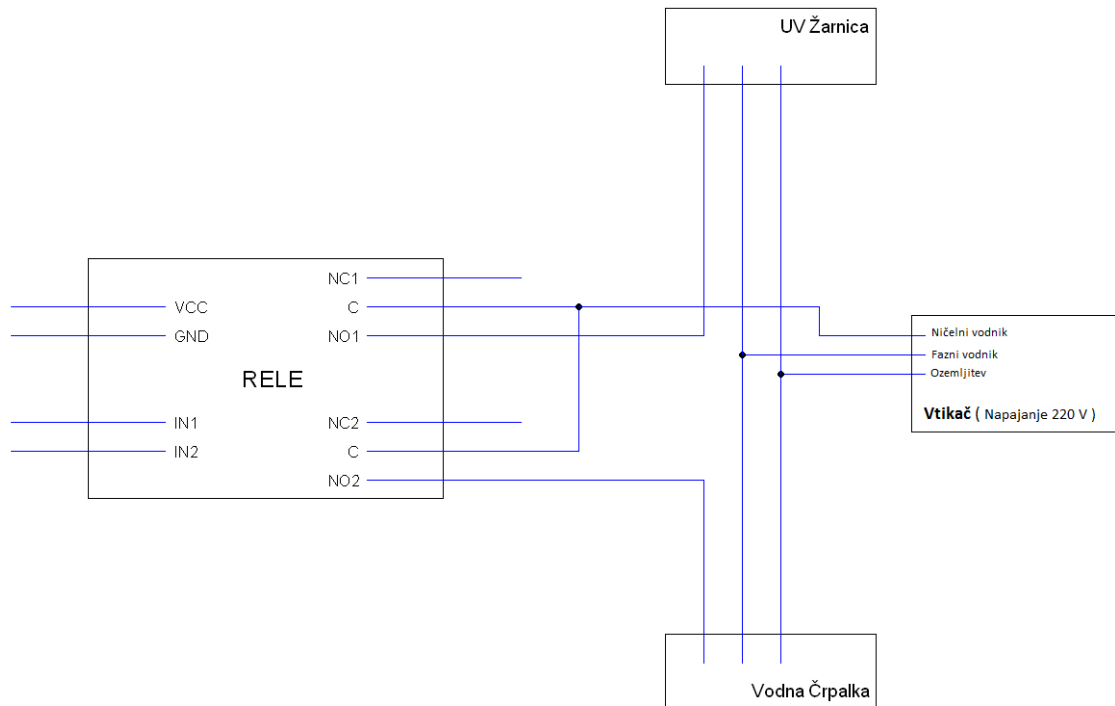 UV Žarnica
NC1
VCC
C
GND
NO1
RELE
IN1
NC2
IN2
C
NO2
Ničelni vodnik
Fazni vodnik
Ozemljitev
Vtikač ( Napajanje 220 V )
Vodna Črpalka